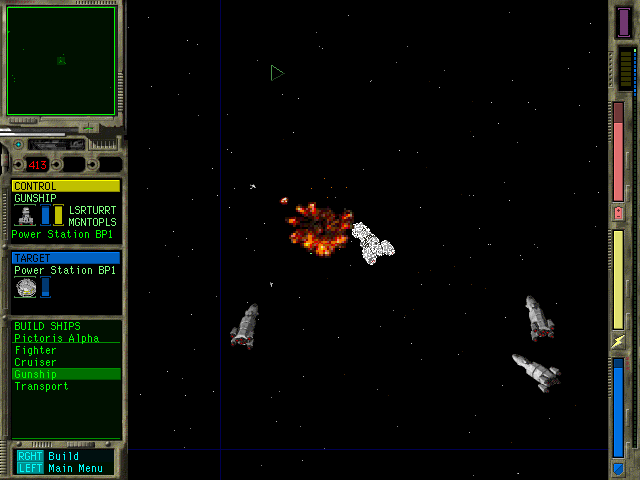 413
CONTROL
GUNSHIP
LSRTURRT
MGNTOPLS
Power Station BP1
TARGET
Power Station BP1
BUILD SHIPS
Pictoris Alpha
Fighter
Cruiser
Gunship
Transport
RGHT Build
LEFT Main Menu